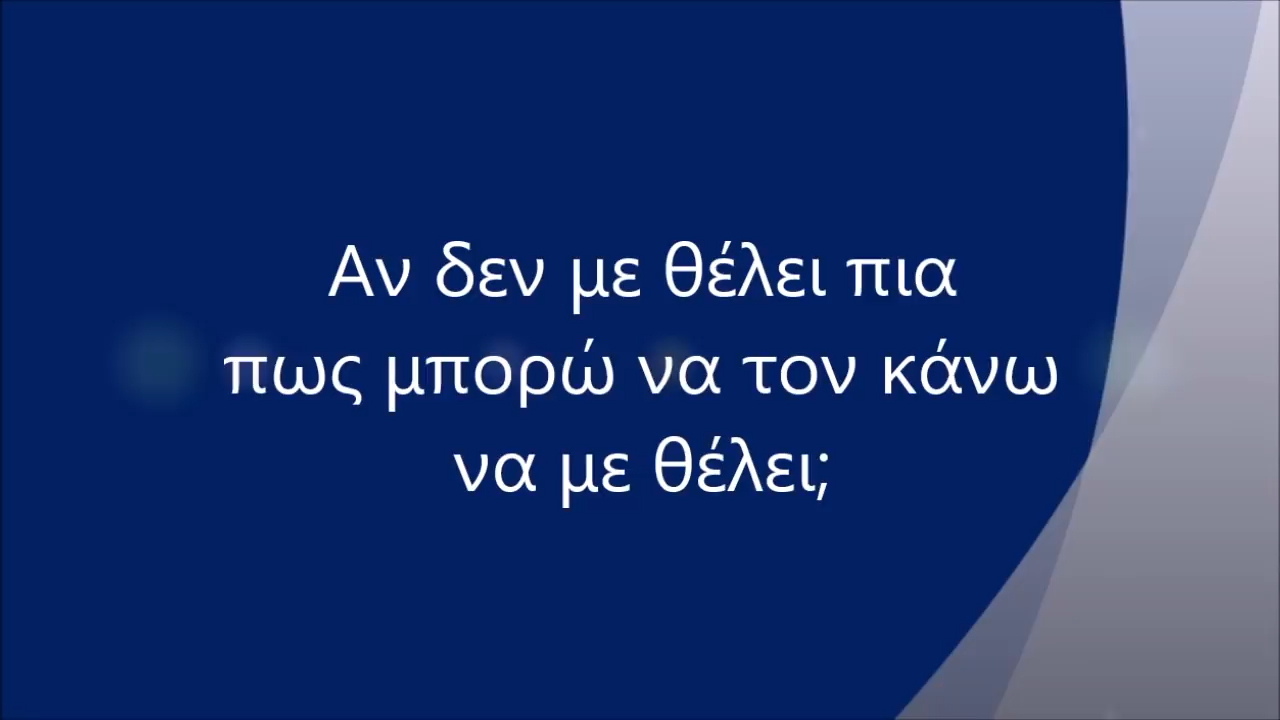 Αν δεν με θέλει πια
πως μπορώ να τον κάνω
να με θέλει;